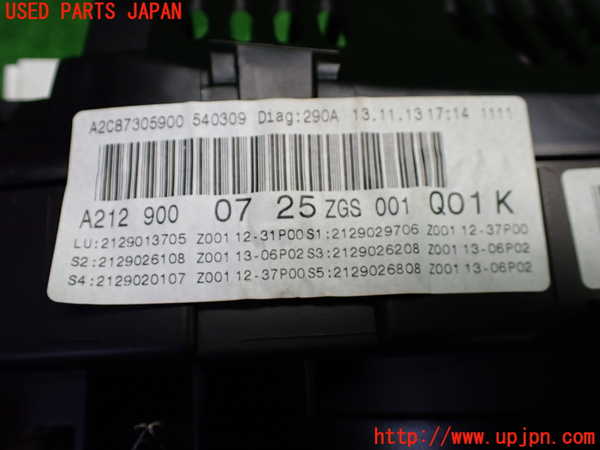 USED PARTS JAPAN
A2C87305900 540309 Diag:290A 13.11.13 17:14 1111
A212 900 07 25 ZGS 001 Q01 K
LU:2129013705 Z001 12-31P00 S1:2129029706 Z001 12-37P00
S2:2129026108 Z001 13-06P02 S3:2129026208 Z001 13-06P02
S4:2129020107 Z001 12-37P00 S5:2129026808 Z001 13-06P02
http://www.upjpn.com